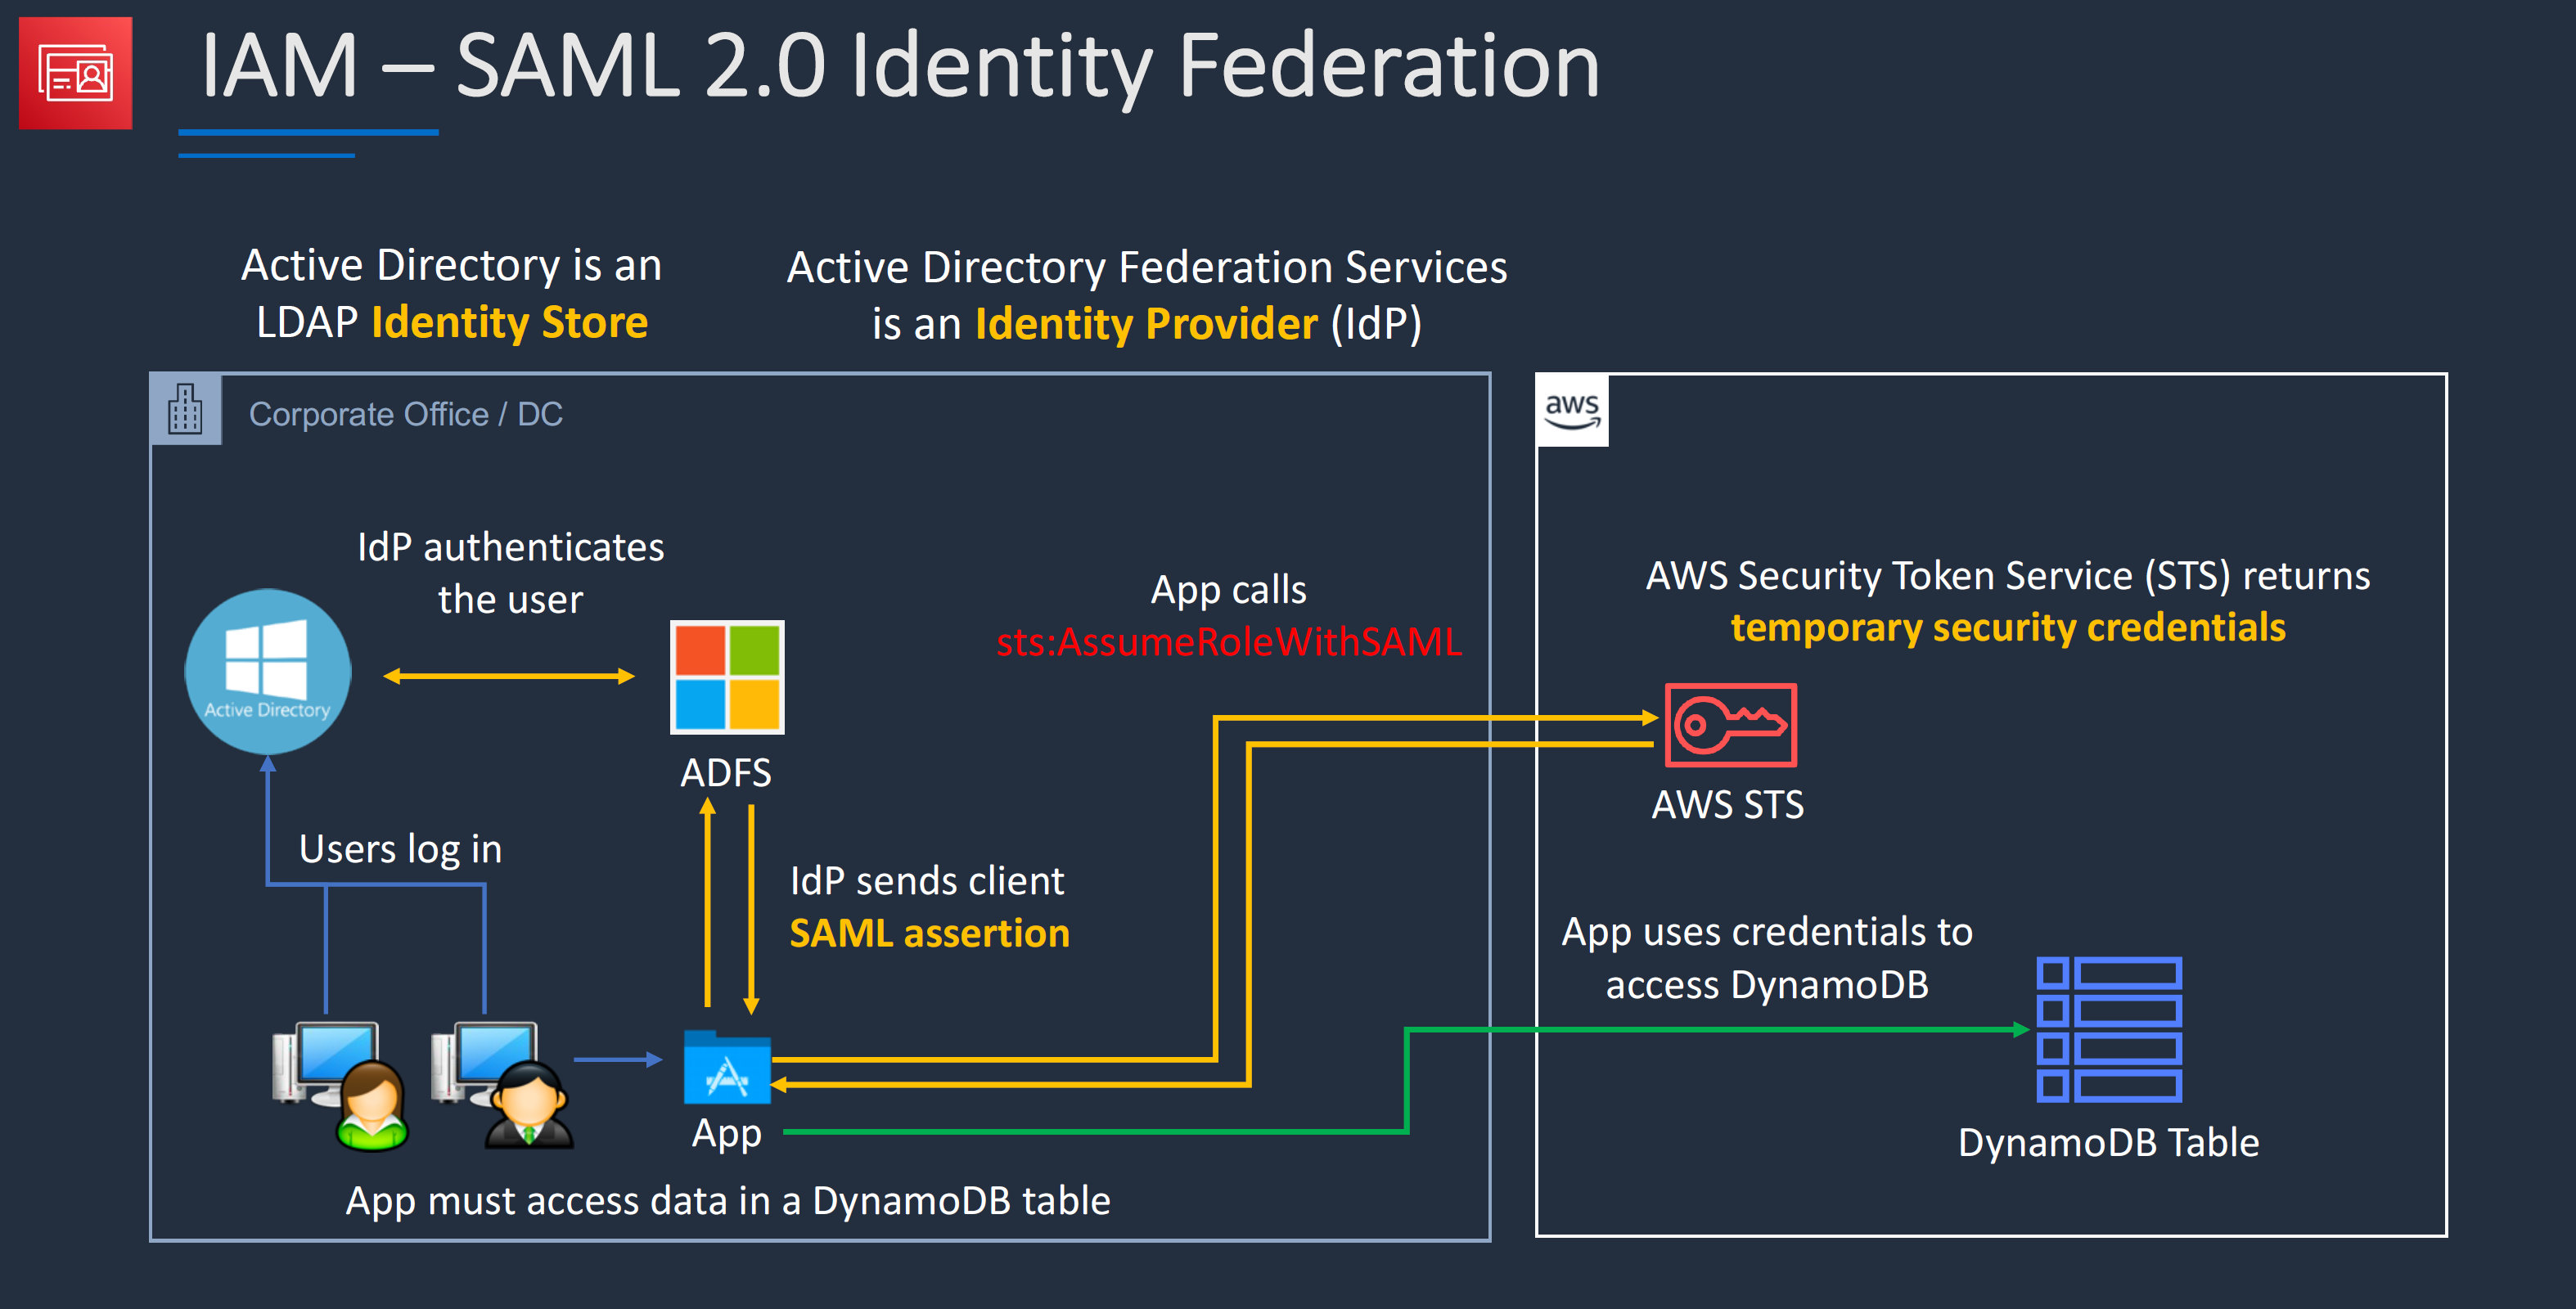 IAM – SAML 2.0 Identity Federation
Active Directory is an
LDAP Identity Store
Active Directory Federation Services
is an Identity Provider (IdP)
Corporate Office / DC
aws
IdP authenticates
the user
Active Directory
ADFS
App calls
sts:AssumeRoleWithSAML
AWS Security Token Service (STS) returns
temporary security credentials
AWS STS
Users log in
IdP sends client
SAML assertion
App uses credentials to
access DynamoDB
App
DynamoDB Table
App must access data in a DynamoDB table